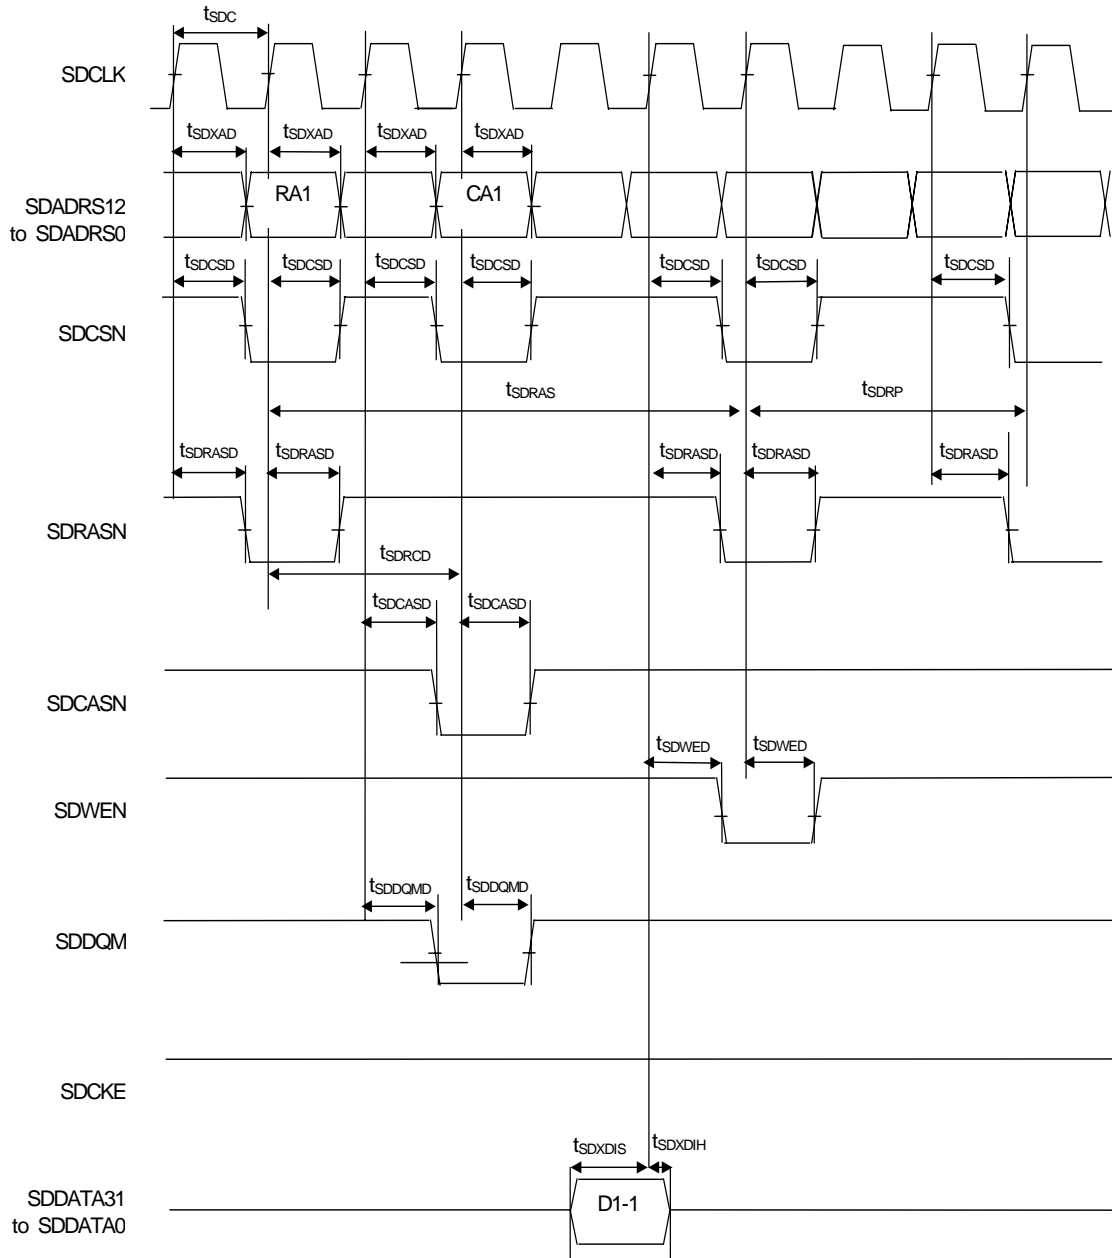 tSDC
SDCLK
tSDXAD tSDXAD tSDXAD tSDXAD
RA1 CA1
SDADRS12
to SDADRS0
tSDCSD tSDCSD tSDCSD tSDCSD tSDCSD tSDCSD tSDCSD
SDCSN
tSDRAS tSDRP
tSDRASD tSDRASD tSDRASD tSDRASD tSDRASD
SDRASN
tSDRCD
tSDCASD tSDCASD
SDCASN
tSDWED tSDWED
SDWEN
tSDDQMD tSDDQMD
SDDQM
SDCKE
tSDXDIS tSDXDIH
D1-1
SDDATA31
to SDDATA0